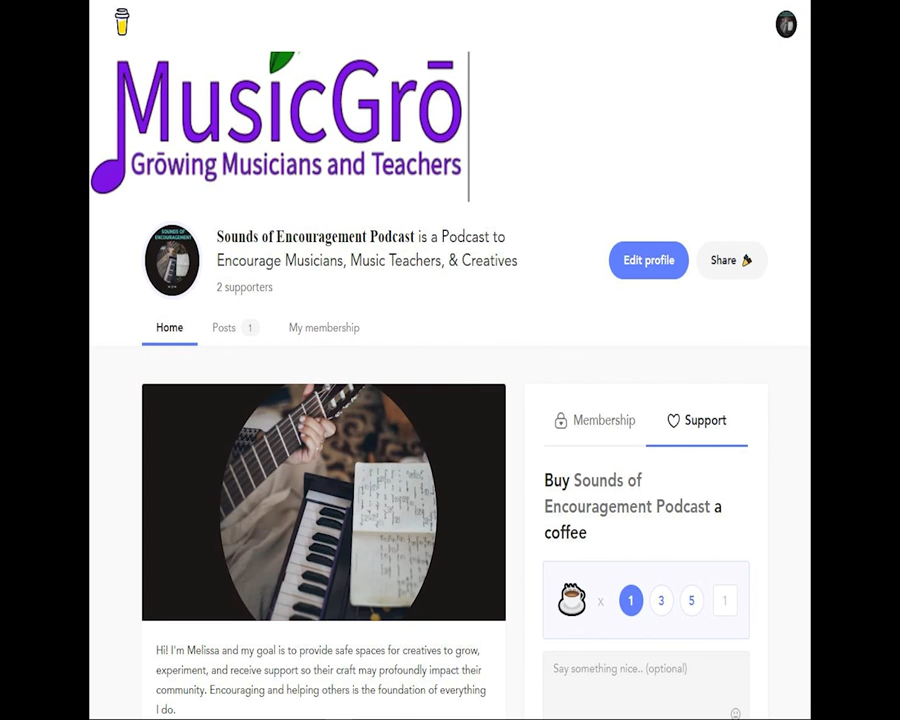 MusicGrō
Grōwing Musicians and Teachers
SOUNDS OF
ENCOURAGEMENT
Sounds of Encouragement Podcast is a Podcast to
Encourage Musicians, Music Teachers, & Creatives
2 supporters
Edit profile
Share
Home
Posts 1
My membership
Membership
Support
Buy Sounds of
Encouragement Podcast a
coffee
x 1 3 5 1
Say something nice.. (optional)
Hi! I'm Melissa and my goal is to provide safe spaces for creatives to grow,
experiment, and receive support so their craft may profoundly impact their
community. Encouraging and helping others is the foundation of everything
I do.